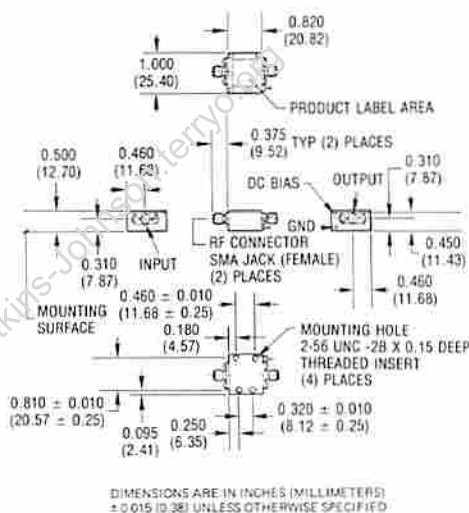 0.820
(20.82)
1.000
(25.40)
PRODUCT LABEL AREA
0.375
(9.52)
TYP (2) PLACES
0.500
(12.70)
0.460
(11.68)
DC BIAS
OUTPUT
0.310
(7.87)
GND
RF CONNECTOR
SMA JACK (FEMALE)
(2) PLACES
INPUT
0.310
(7.87)
0.450
(11.43)
0.460
(11.68)
MOUNTING
SURFACE
0.460 ± 0.010
(11.68 ± 0.25)
0.180
(4.57)
MOUNTING HOLE
2-56 UNC -2B X 0.15 DEEP
THREADED INSERT
(4) PLACES
0.810 ± 0.010
(20.57 ± 0.25)
0.095
(2.41)
0.250
(6.35)
0.320 ± 0.010
(8.12 ± 0.25)
DIMENSIONS ARE IN INCHES (MILLIMETERS)
± 0.015 (0.38) UNLESS OTHERWISE SPECIFIED
tkins-Johnson.terryo.org